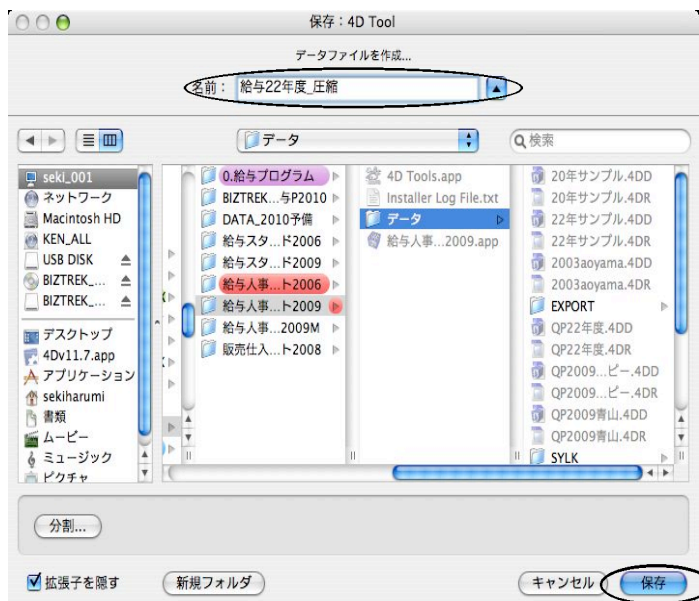 保存：4D Tool
データファイルを作成...
名前： 給与22年度_圧縮
データ
検索
seki_001
ネットワーク
Macintosh HD
KEN_ALL
USB DISK
BIZTREK_...
BIZTREK_...
デスクトップ
4Dv11.7.app
アプリケーション
sekiharumi
書類
ムービー
ミュージック
ピクチャ
0.給与プログラム
BIZTREK...与P2010
DATA_2010予備
給与スタ...ド2006
給与スタ...ド2009
給与人事...ト2006
給与人事...ト2009
給与人事...2009M
販売仕入...ト2008
4D Tools.app
Installer Log File.txt
データ
給与人事...2009.app
20年サンプル.4DD
20年サンプル.4DR
22年サンプル.4DD
22年サンプル.4DR
2003aoyama.4DD
2003aoyama.4DR
EXPORT
QP22年度.4DD
QP22年度.4DR
QP2009...ピー.4DD
QP2009...ピー.4DR
QP2009青山.4DD
QP2009青山.4DR
SYLK
分割...
拡張子を隠す
新規フォルダ
キャンセル
保存